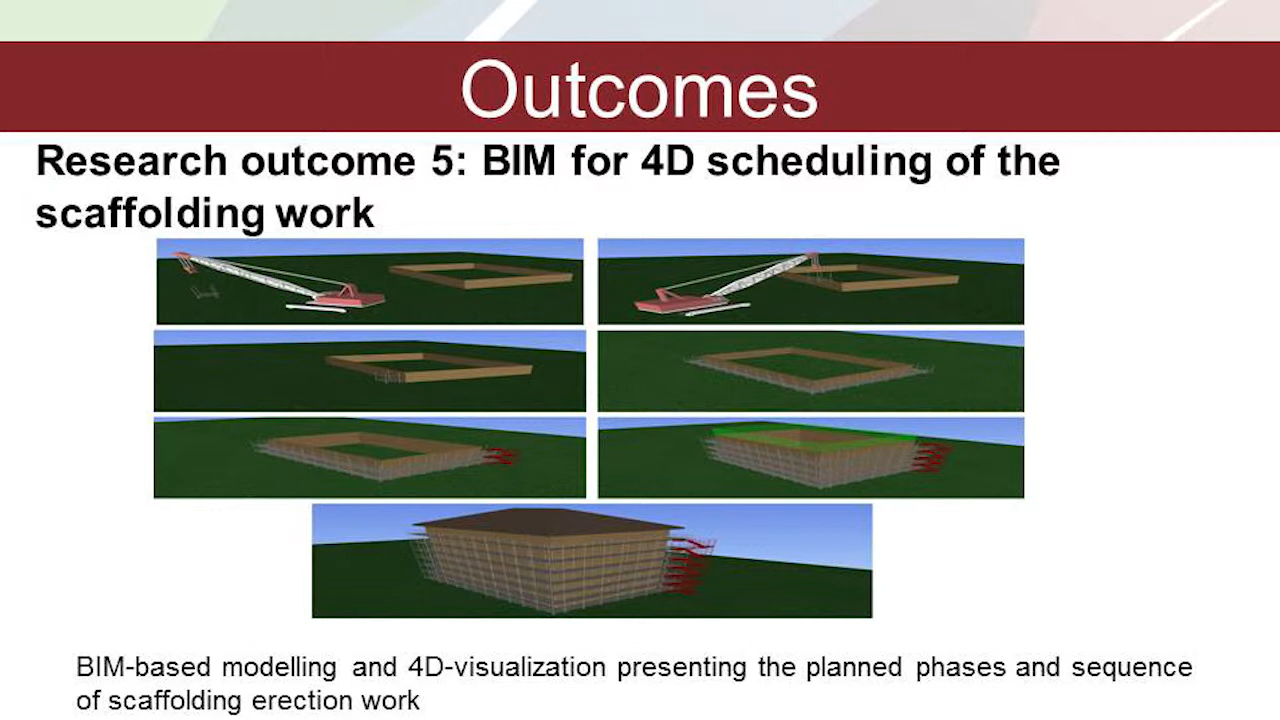 Outcomes
Research outcome 5: BIM for 4D scheduling of the
scaffolding work
BIM-based modelling and 4D-visualization presenting the planned phases and sequence
of scaffolding erection work